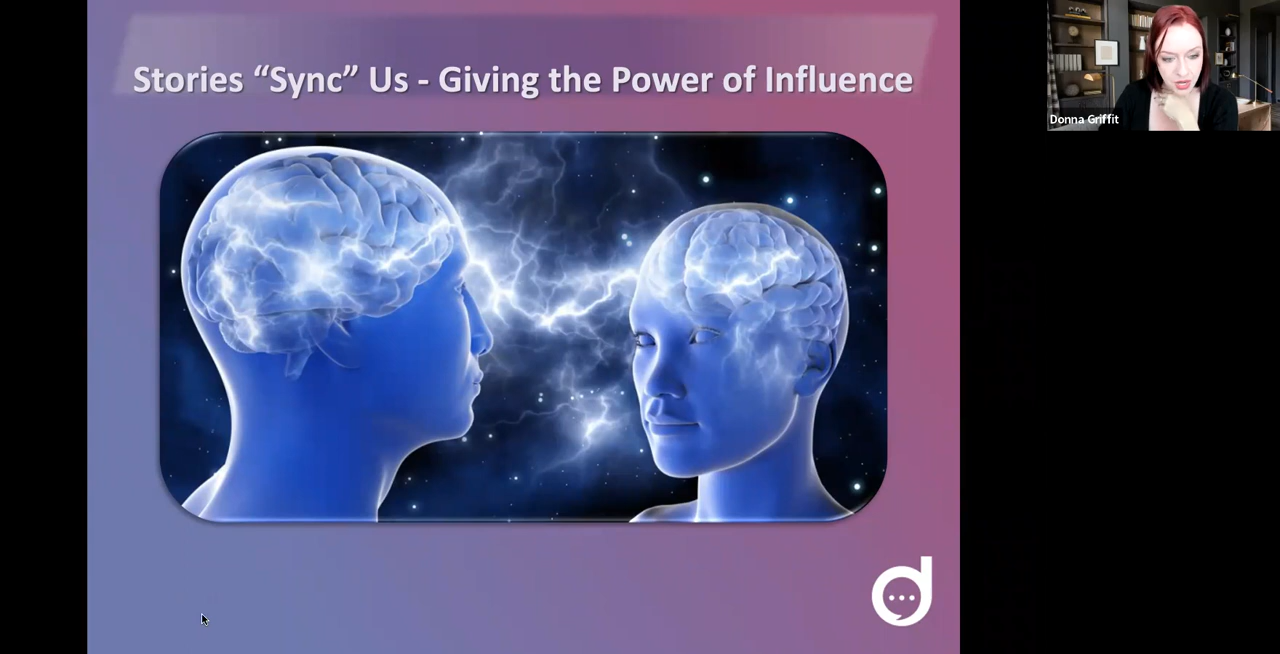 Stories “Sync” Us - Giving the Power of Influence
Donna Griffit